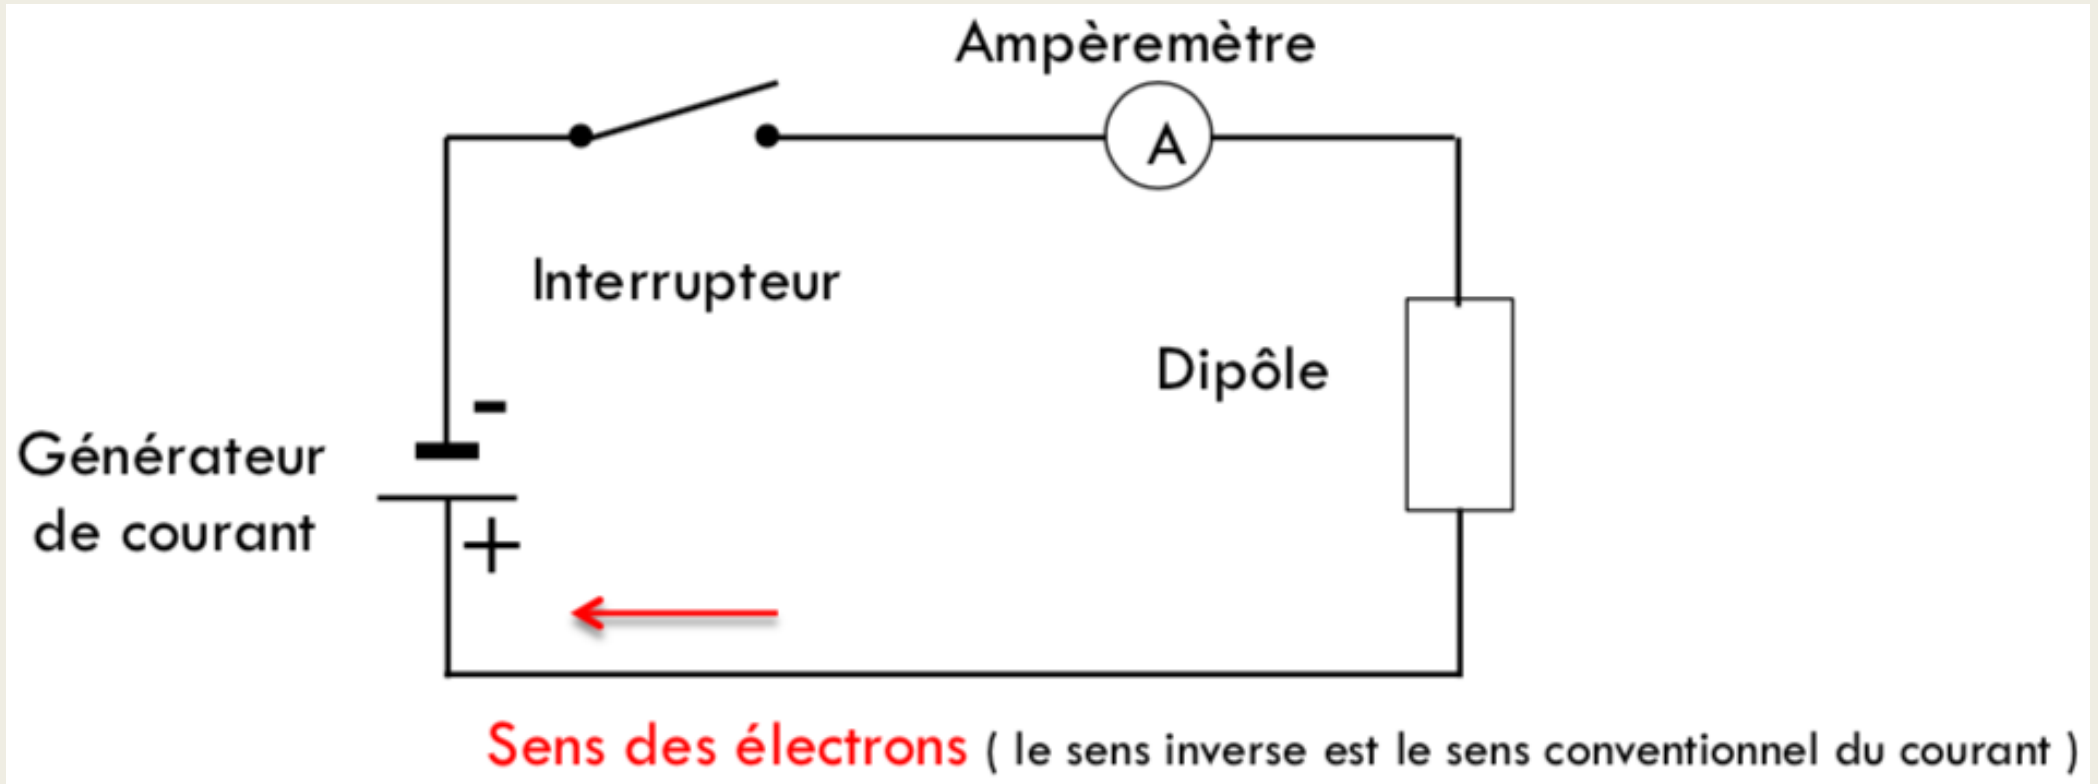 Ampèremètre
A
Interrupteur
Dipôle
-
Générateur
de courant
+
Sens des électrons ( le sens inverse est le sens conventionnel du courant )